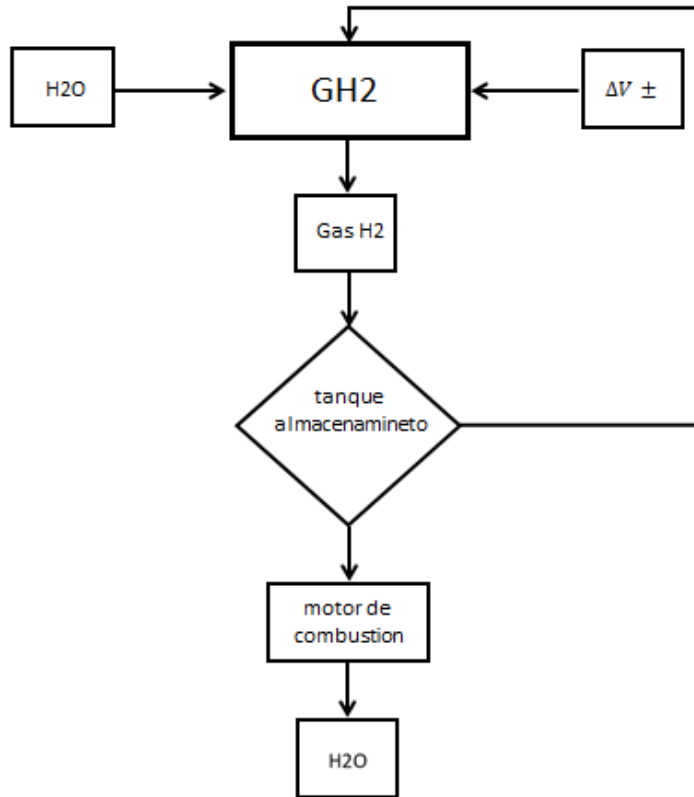 H2O
GH2
ΔV ±
Gas H2
tanque
almacenamineto
motor de
combustion
H2O